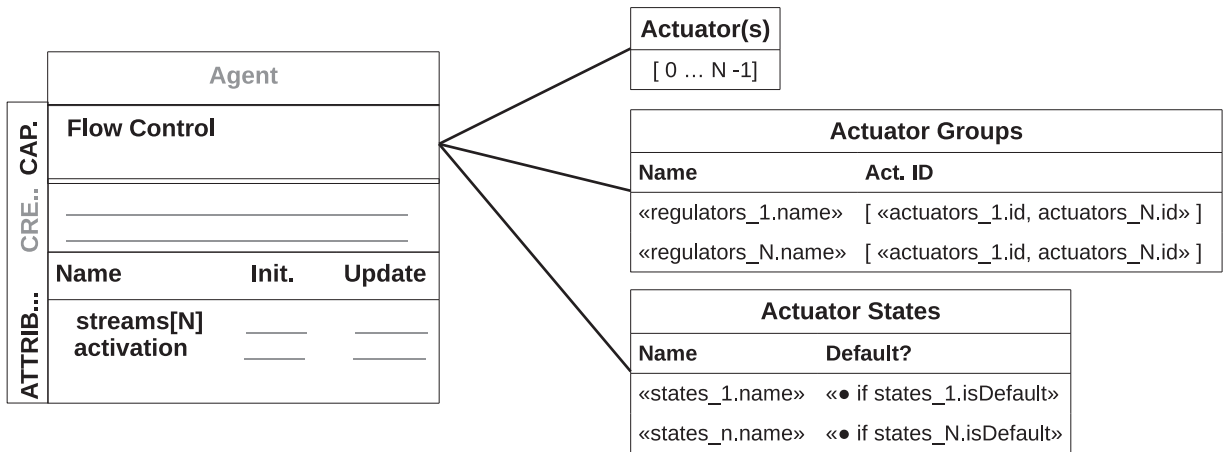 Agent
CAP.
Flow Control
CRE..
ATTRIB...
Name Init. Update
streams[N]
activation
Actuator(s)
[ 0 … N -1]
Actuator Groups
Name Act. ID
«regulators_1.name» [ «actuators_1.id, actuators_N.id» ]
«regulators_N.name» [ «actuators_1.id, actuators_N.id» ]
Actuator States
Name Default?
«states_1.name» «● if states_1.isDefault»
«states_n.name» «● if states_N.isDefault»